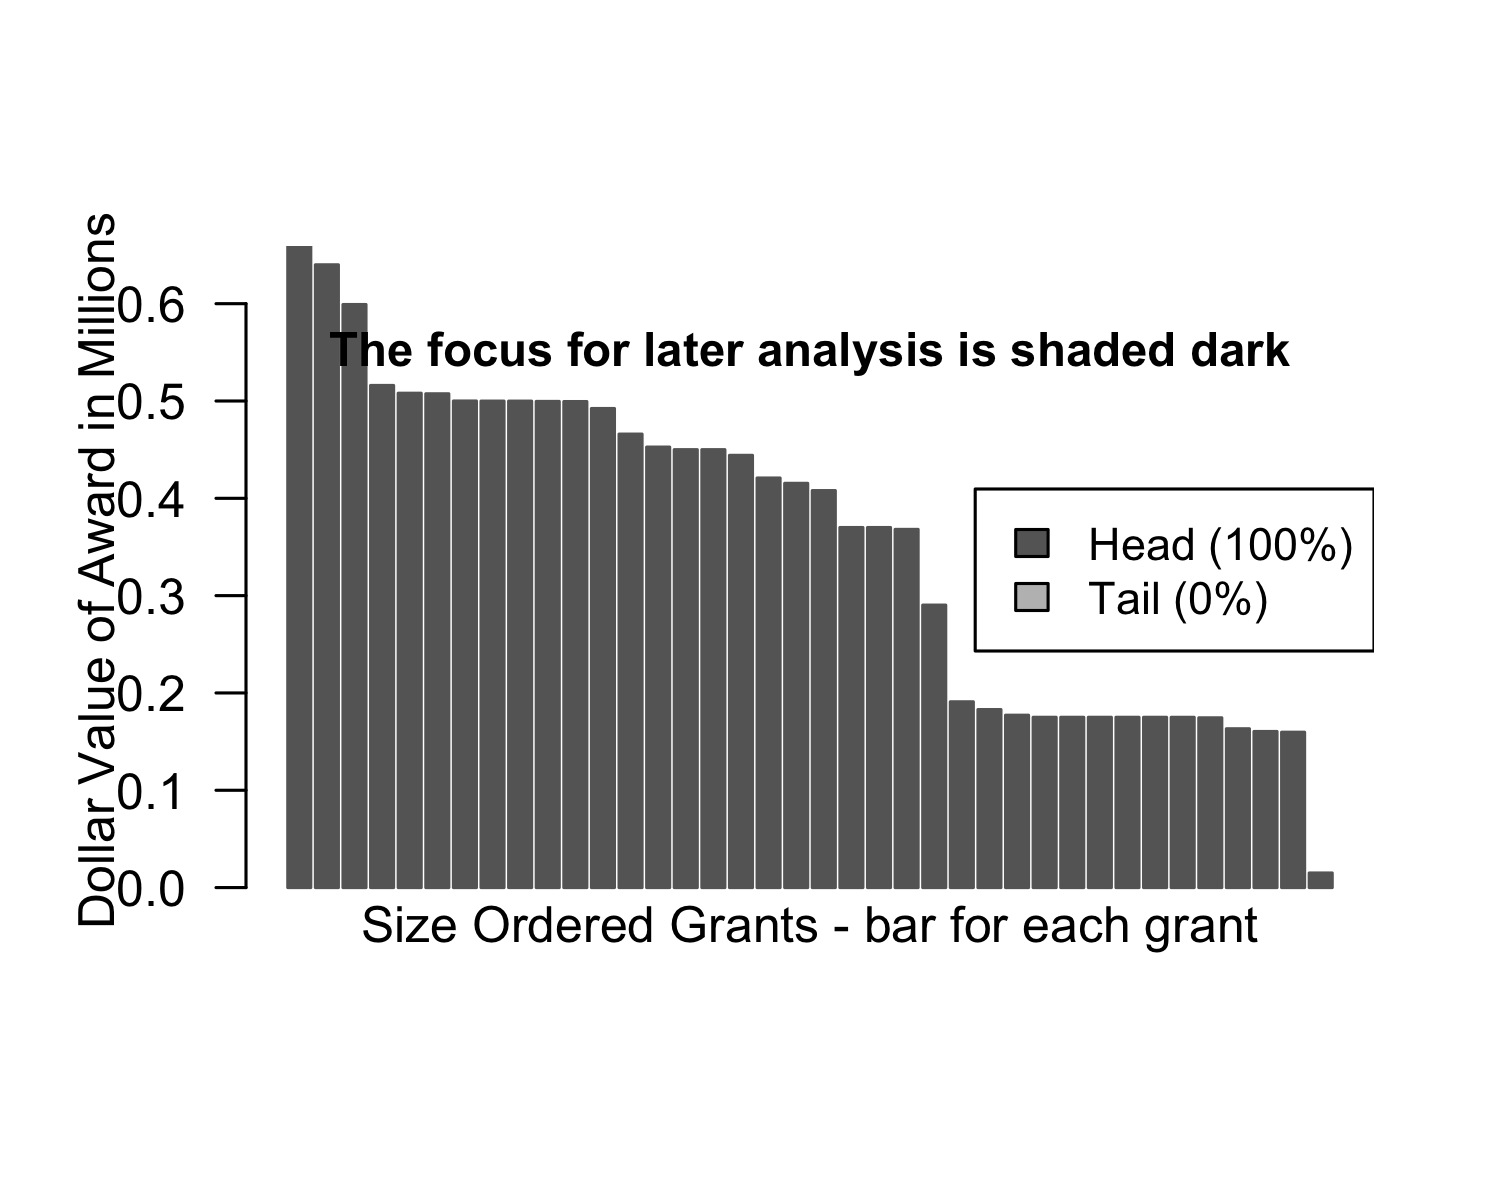 Dollar Value of Award in Millions
0.6
0.5
0.4
0.3
0.2
0.1
0.0
The focus for later analysis is shaded dark
Head (100%)
Tail (0%)
Size Ordered Grants - bar for each grant